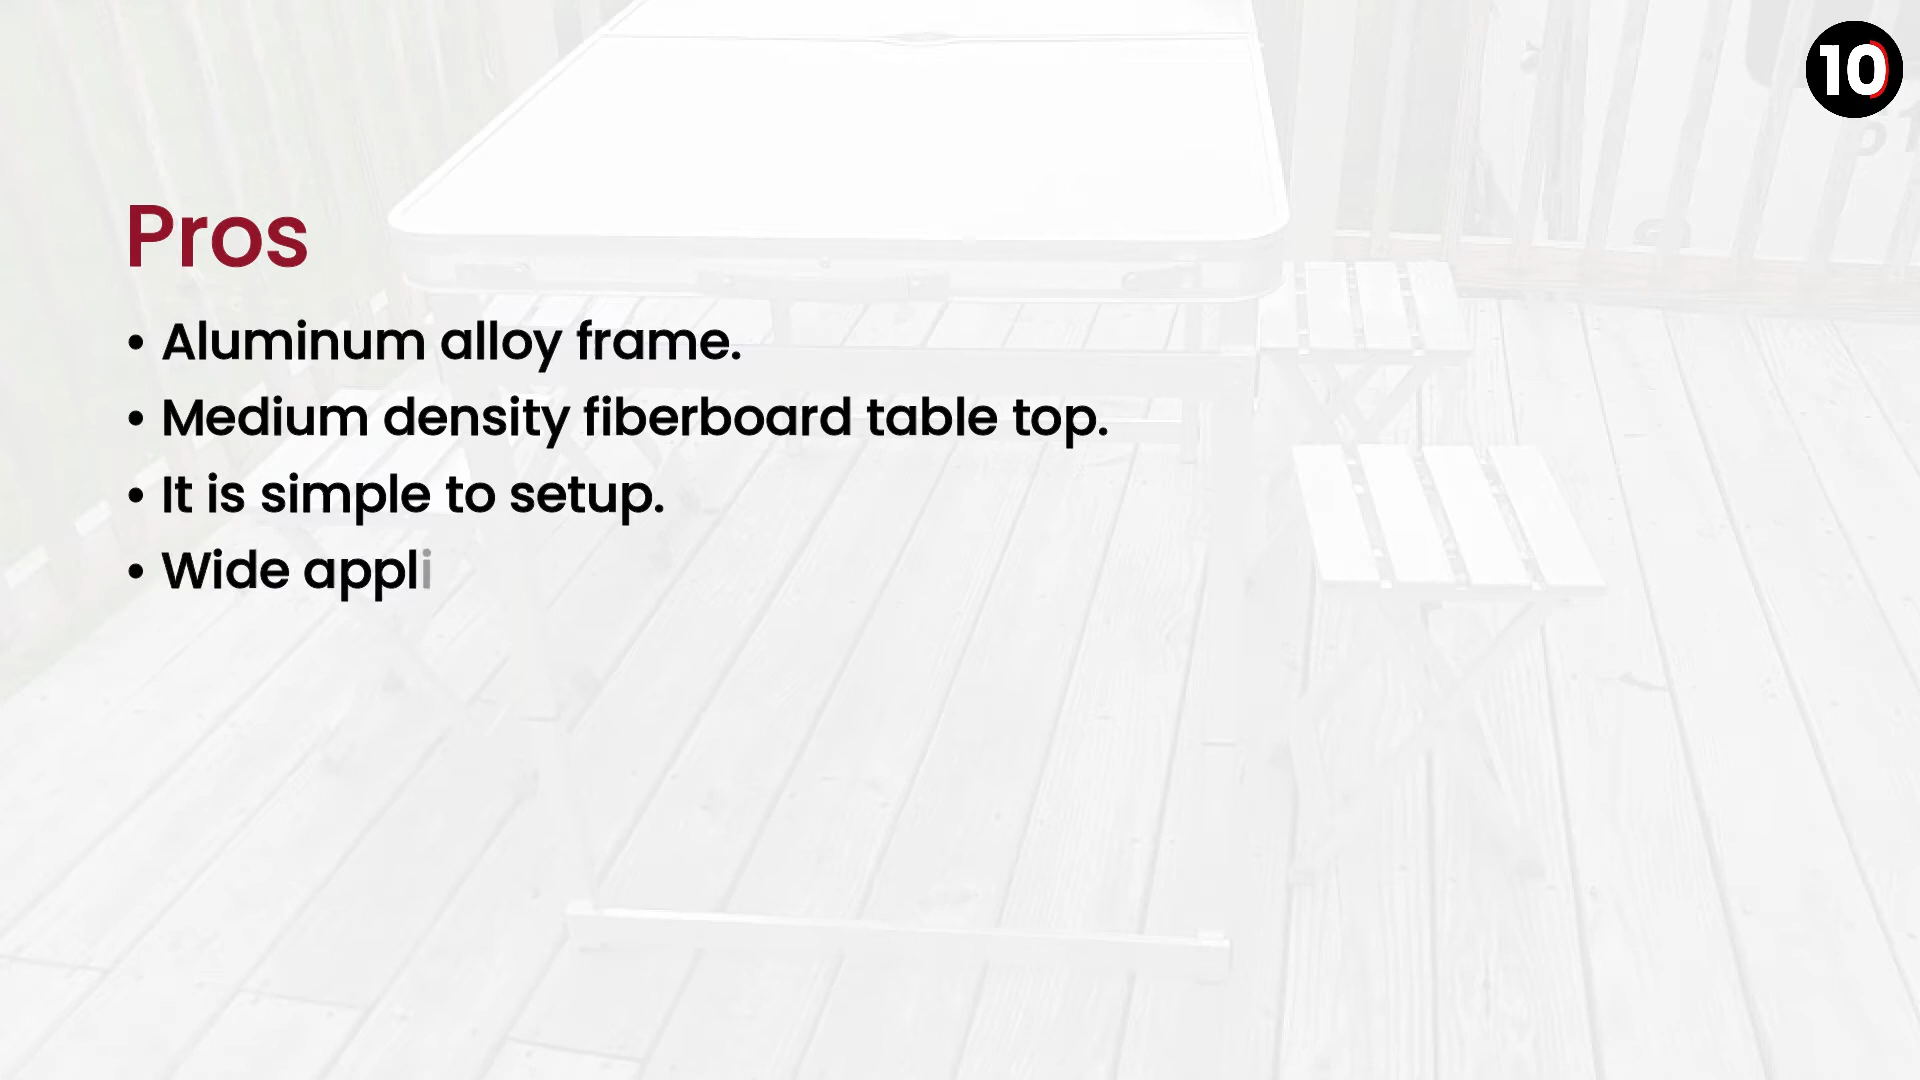 10
Pros
• Aluminum alloy frame.
• Medium density fiberboard table top.
• It is simple to setup.
• Wide appli